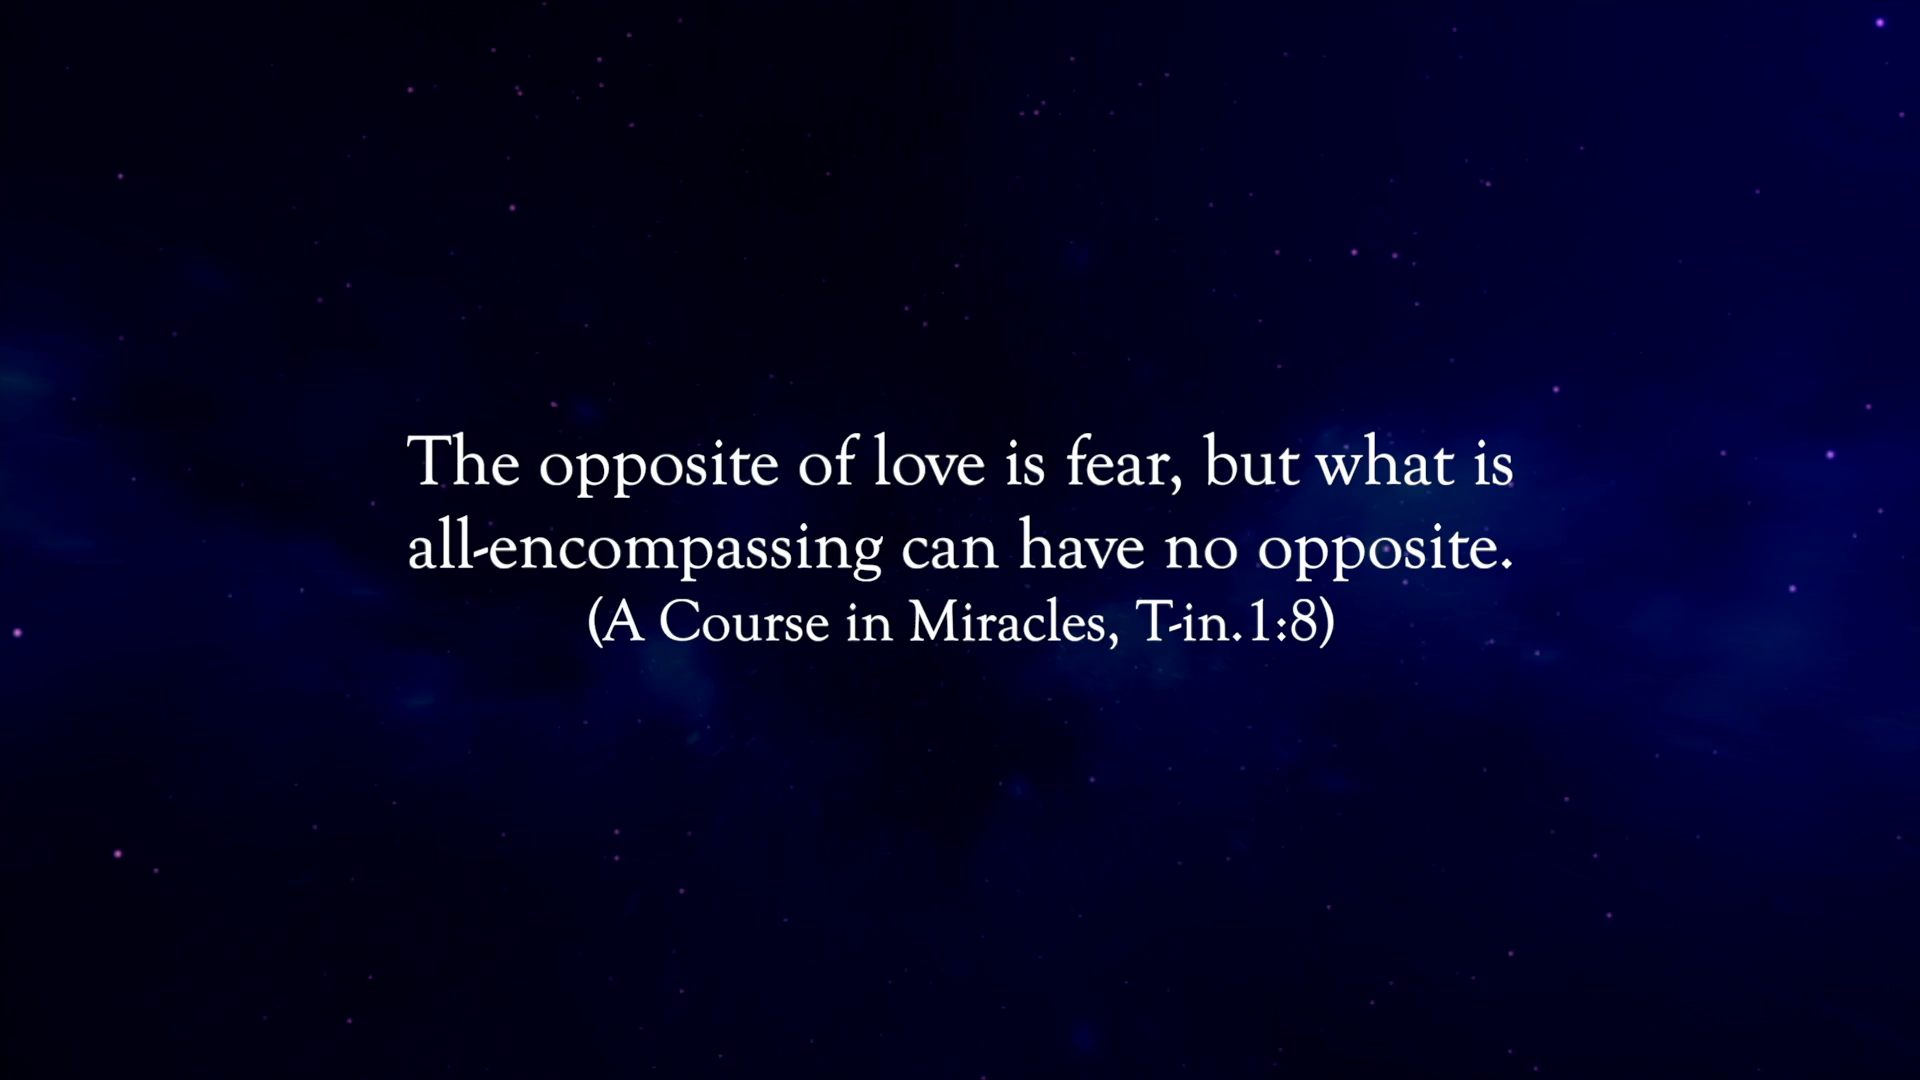 The opposite of love is fear, but what is
all-encompassing can have no opposite.
(A Course in Miracles, T-in.1:8)